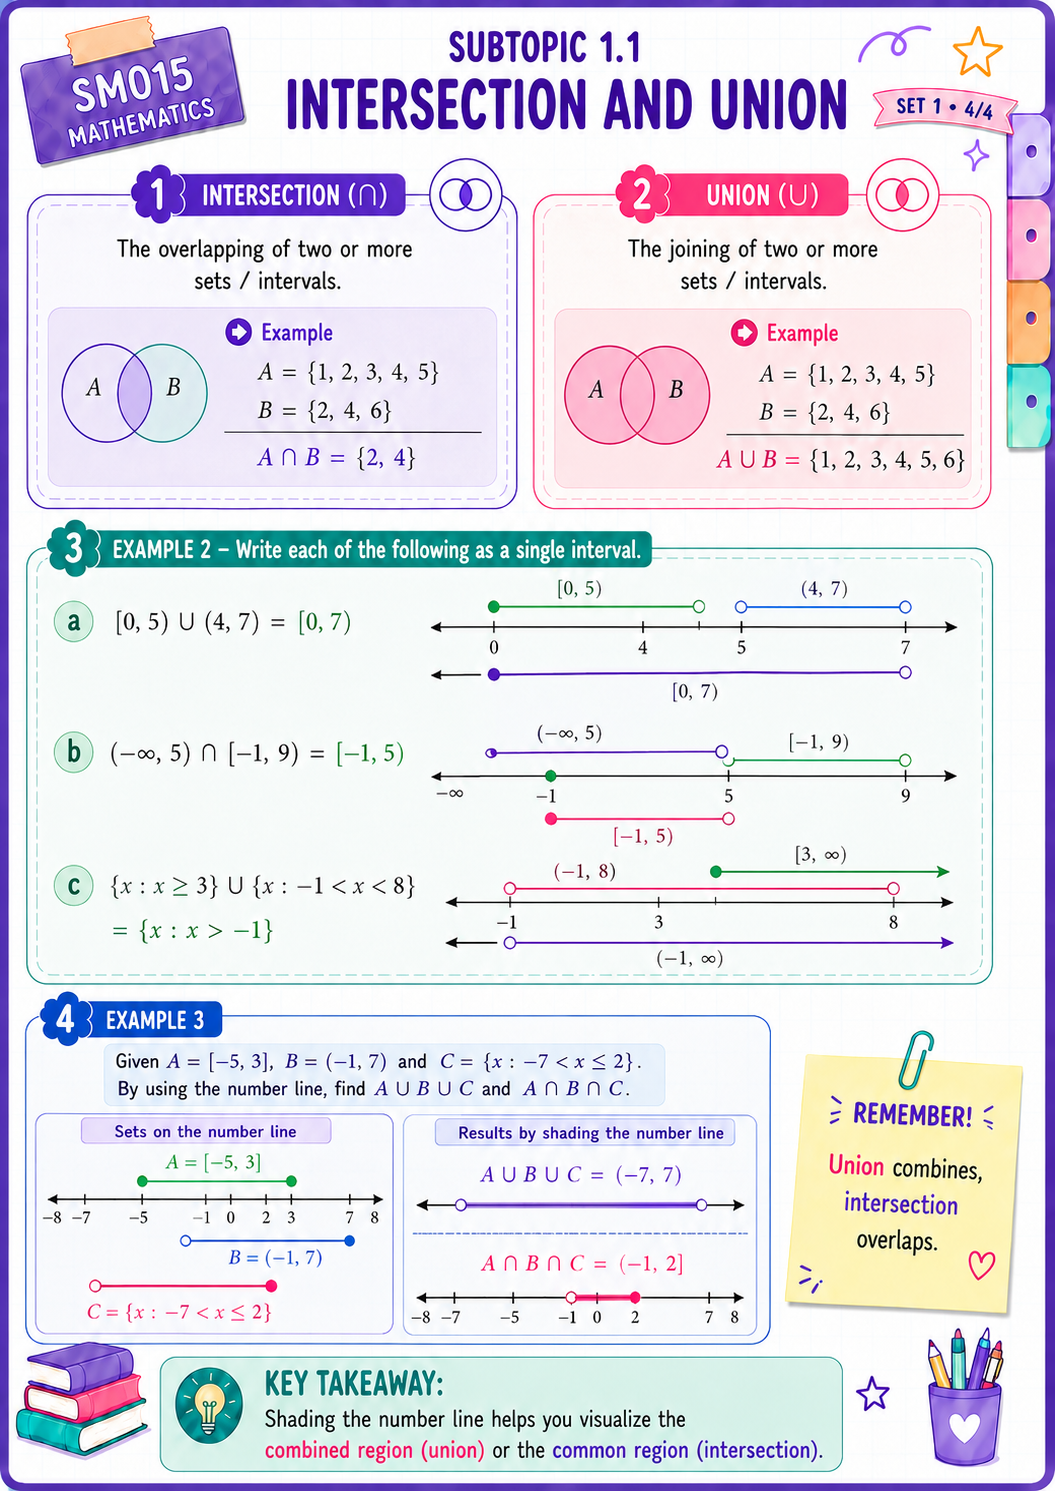 SM015
MATHEMATICS
SUBTOPIC 1.1
INTERSECTION AND UNION
SET 1 • 4/4
1 INTERSECTION (∩)
The overlapping of two or more
sets / intervals.
Example
A B
A = {1, 2, 3, 4, 5}
B = {2, 4, 6}
A ∩ B = {2, 4}
2 UNION (∪)
The joining of two or more
sets / intervals.
Example
A B
A = {1, 2, 3, 4, 5}
B = {2, 4, 6}
A ∪ B = {1, 2, 3, 4, 5, 6}
3 EXAMPLE 2 – Write each of the following as a single interval.
a [0, 5) ∪ (4, 7) = [0, 7)
[0, 5) (4, 7)
0 4 5 7
[0, 7)
b (−∞, 5) ∩ [−1, 9) = [−1, 5)
(−∞, 5) [−1, 9)
−∞ −1 5 9
[−1, 5)
c {x : x ≥ 3} ∪ {x : −1 < x < 8}
= {x : x > −1}
(−1, 8) [3, ∞)
−1 3 8
(−1, ∞)
4 EXAMPLE 3
Given A = [−5, 3], B = (−1, 7) and C = {x : −7 < x ≤ 2}.
By using the number line, find A ∪ B ∪ C and A ∩ B ∩ C.
Sets on the number line
A = [−5, 3]
−8 −7 −5 −1 0 2 3 7 8
B = (−1, 7)
C = {x : −7 < x ≤ 2}
Results by shading the number line
A ∪ B ∪ C = (−7, 7)
A ∩ B ∩ C = (−1, 2]
−8 −7 −5 −1 0 2 7 8
REMEMBER!
Union combines,
intersection
overlaps.
KEY TAKEAWAY:
Shading the number line helps you visualize the
combined region (union) or the common region (intersection).